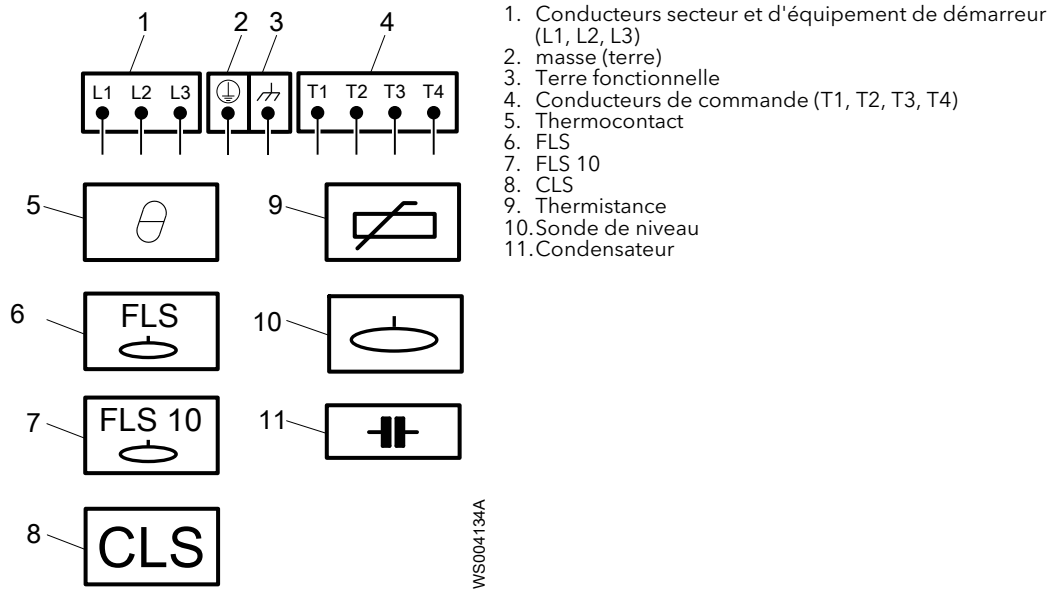 1 2 3 4
L1 L2 L3 T1 T2 T3 T4
5
9
6 FLS
10
7 FLS 10
11
8 CLS
WS004134A
1. Conducteurs secteur et d'équipement de démarreur
(L1, L2, L3)
2. masse (terre)
3. Terre fonctionnelle
4. Conducteurs de commande (T1, T2, T3, T4)
5. Thermocontact
6. FLS
7. FLS 10
8. CLS
9. Thermistance
10.Sonde de niveau
11.Condensateur